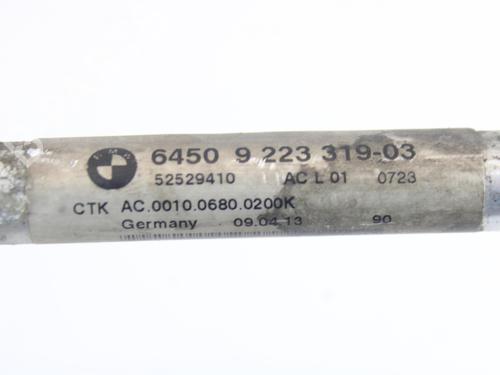 BMW
6450 9 223 319-03
52529410 AC L 01 0723
CTK AC.0010.0680.0200K
Germany 09.04.13 90